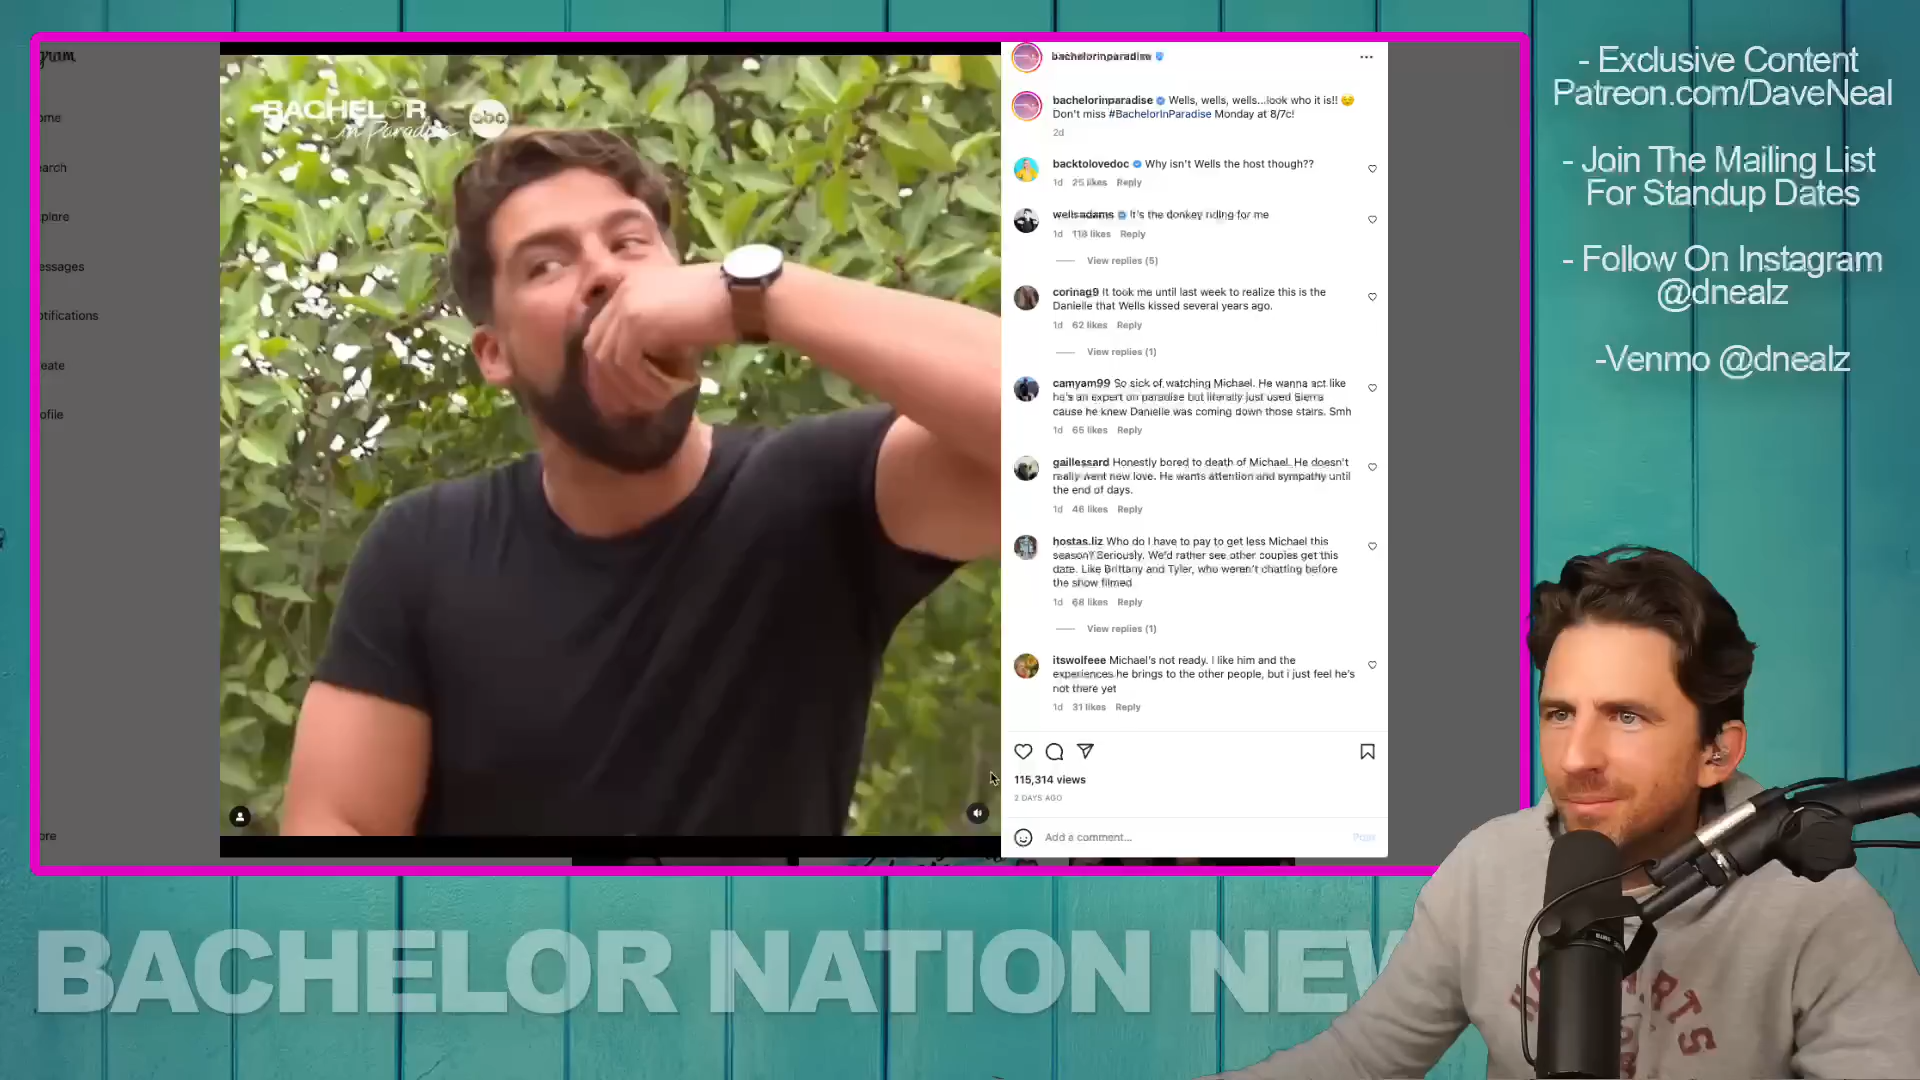 BACHELOR
in Paradise
abc
gram
ome
earch
plore
essages
otifications
eate
ofile
ore
bachelorinparadise
bachelorinparadise Wells, wells, wells...look who it is!! 😏
Don't miss #BachelorInParadise Monday at 8/7c!
2d
backtolovedoc Why isn't Wells the host though??
1d 25 likes Reply
wellsadams It's the donkey riding for me
1d 118 likes Reply
View replies (5)
corinag9 It took me until last week to realize this is the
Danielle that Wells kissed several years ago.
1d 62 likes Reply
View replies (1)
camyam99 So sick of watching Michael. He wanna act like
he's an expert on paradise but literally just used Sierra
cause he knew Danielle was coming down those stairs. Smh
1d 65 likes Reply
gaillessard Honestly bored to death of Michael. He doesn't
really want new love. He wants attention and sympathy until
the end of days.
1d 46 likes Reply
hostas.liz Who do I have to pay to get less Michael this
season? Seriously. We'd rather see other couples get this
date. Like Brittany and Tyler, who weren't chatting before
the show filmed
1d 68 likes Reply
View replies (1)
itswolfeee Michael's not ready. I like him and the
experiences he brings to the other people, but i just feel he's
not there yet
1d 31 likes Reply
115,314 views
2 DAYS AGO
Add a comment...
Post
- Exclusive Content
Patreon.com/DaveNeal
- Join The Mailing List
For Standup Dates
- Follow On Instagram
@dnealz
-Venmo @dnealz
BACHELOR NATION NEW